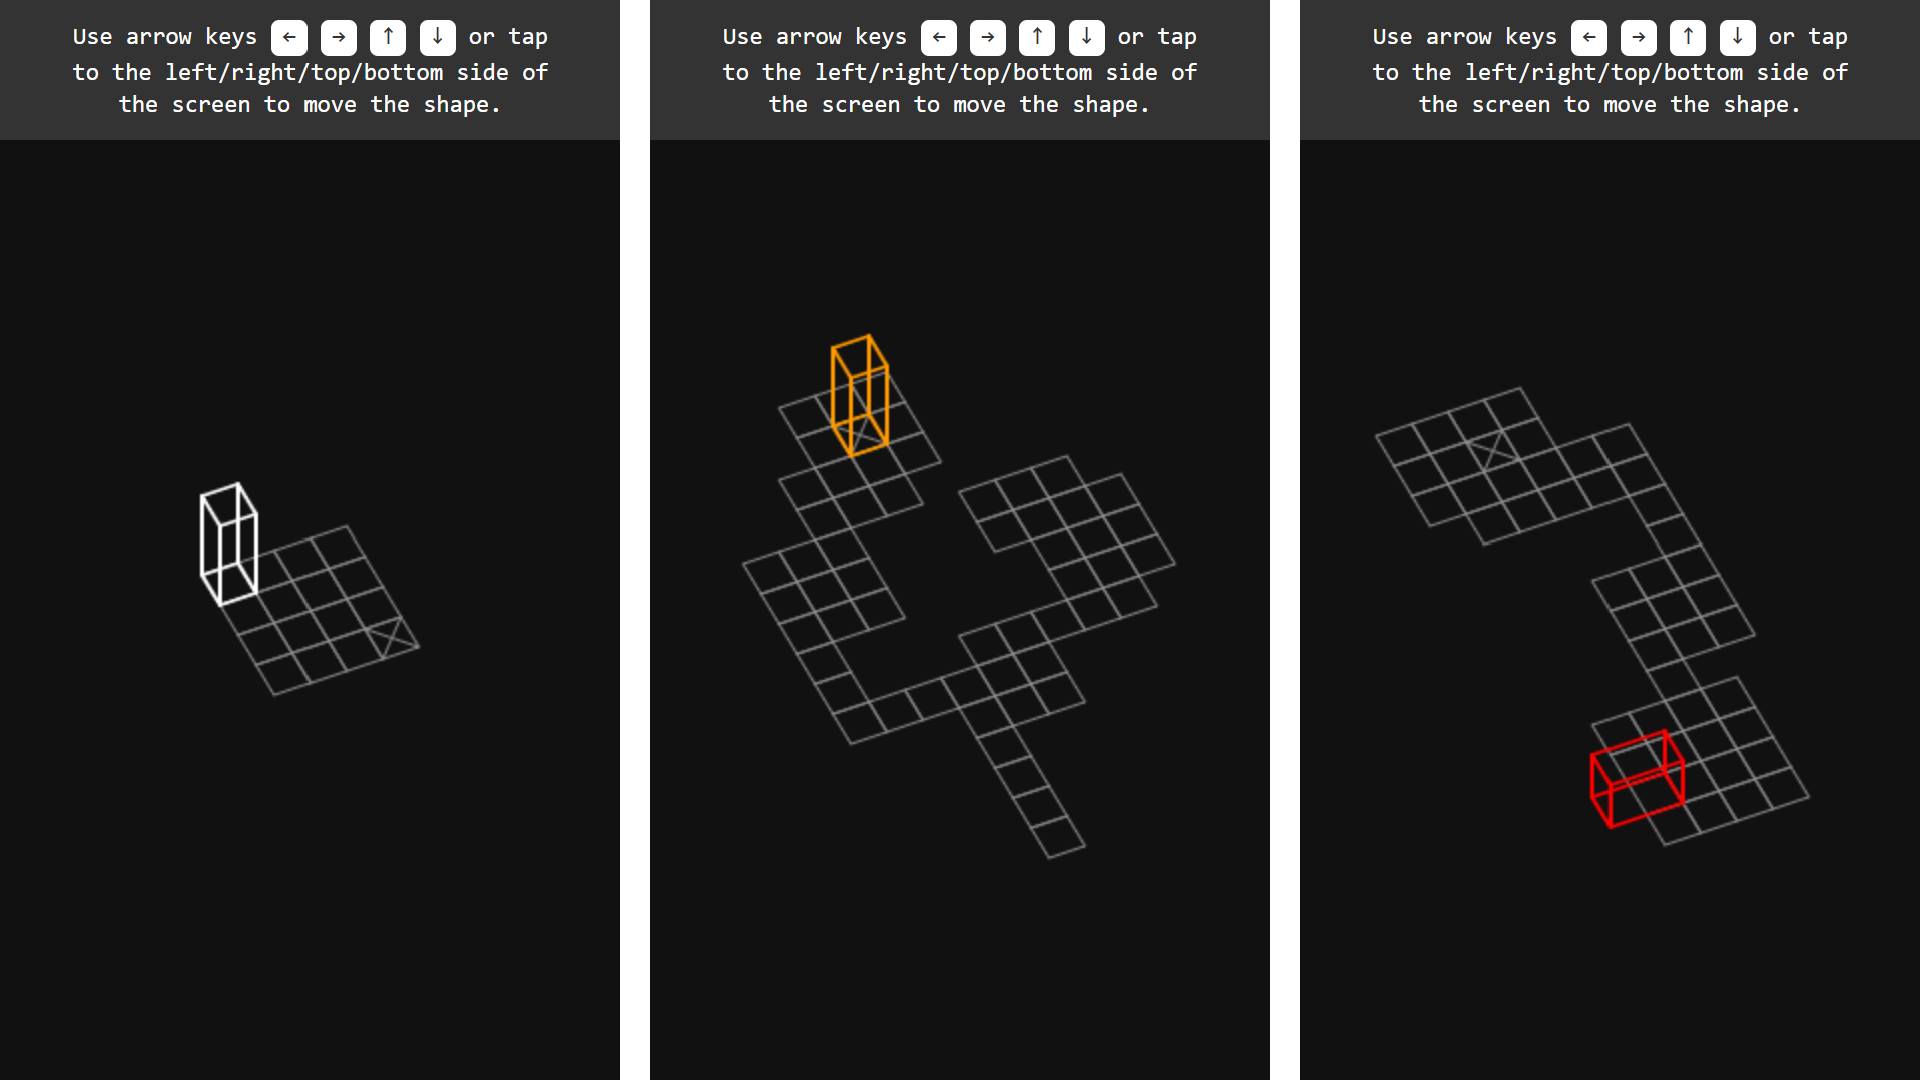 Use arrow keys ← → ↑ ↓ or tap
to the left/right/top/bottom side of
the screen to move the shape.
Use arrow keys ← → ↑ ↓ or tap
to the left/right/top/bottom side of
the screen to move the shape.
Use arrow keys ← → ↑ ↓ or tap
to the left/right/top/bottom side of
the screen to move the shape.